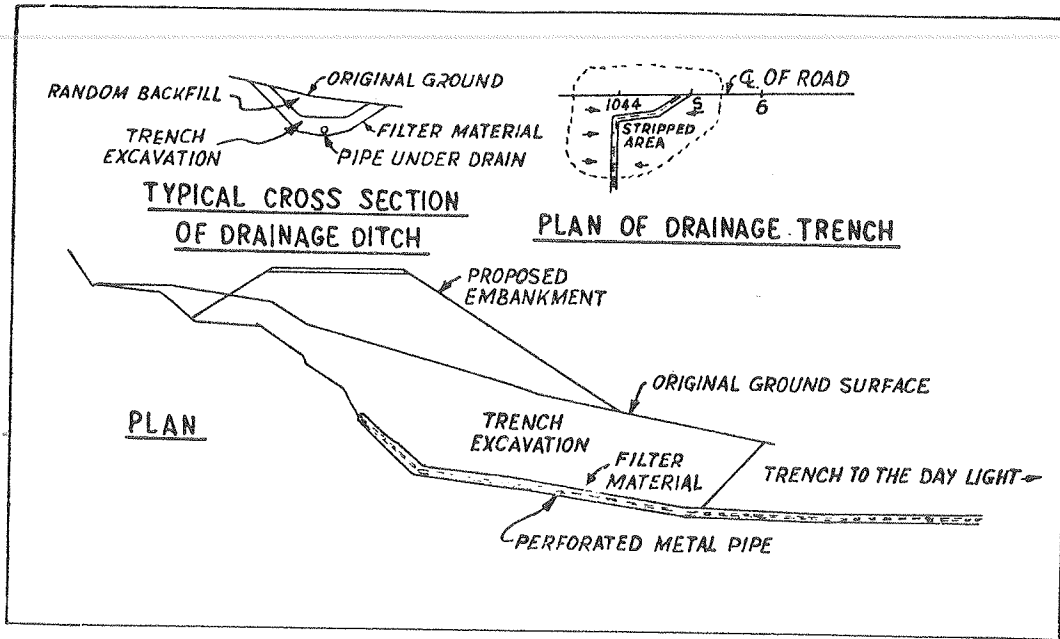 ORIGINAL GROUND
RANDOM BACKFILL
TRENCH
EXCAVATION
FILTER MATERIAL
PIPE UNDER DRAIN
TYPICAL CROSS SECTION
OF DRAINAGE DITCH
℄ OF ROAD
1044 5 6
STRIPPED
AREA
PLAN OF DRAINAGE TRENCH
PROPOSED
EMBANKMENT
ORIGINAL GROUND SURFACE
PLAN
TRENCH
EXCAVATION
FILTER
MATERIAL
TRENCH TO THE DAY LIGHT
PERFORATED METAL PIPE